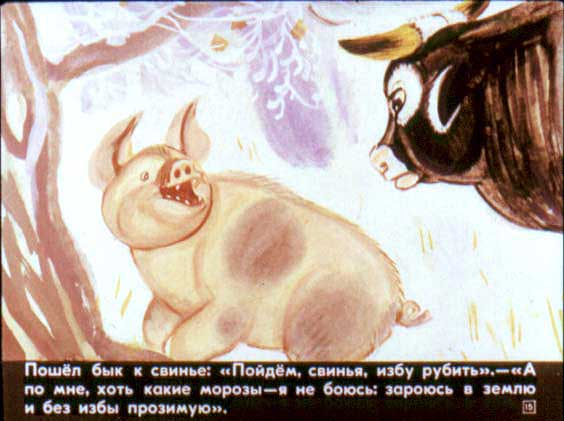 Пошёл бык к свинье: «Пойдём, свинья, избу рубить».—«А
по мне, хоть какие морозы—я не боюсь: зароюсь в землю
и без избы прозимую».
15